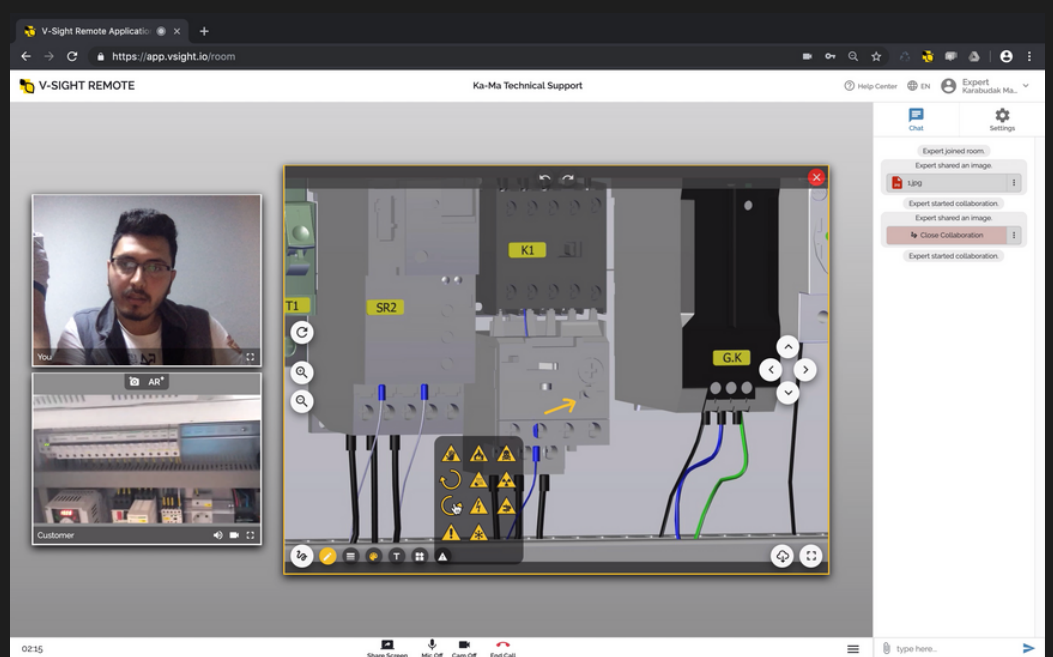 V-Sight Remote Applicatio
https://app.vsight.io/room
V-SIGHT REMOTE
Ka-Ma Technical Support
Help Center
EN
Expert
Karabudak Ma...
Chat
Settings
Expert joined room.
Expert shared an image.
1.jpg
Expert started collaboration.
Expert shared an image.
Close Collaboration
Expert started collaboration.
You
AR+
Customer
T1
SR2
K1
G.K
T
02:15
Share Screen
Mic Off
Cam Off
End Call
type here...